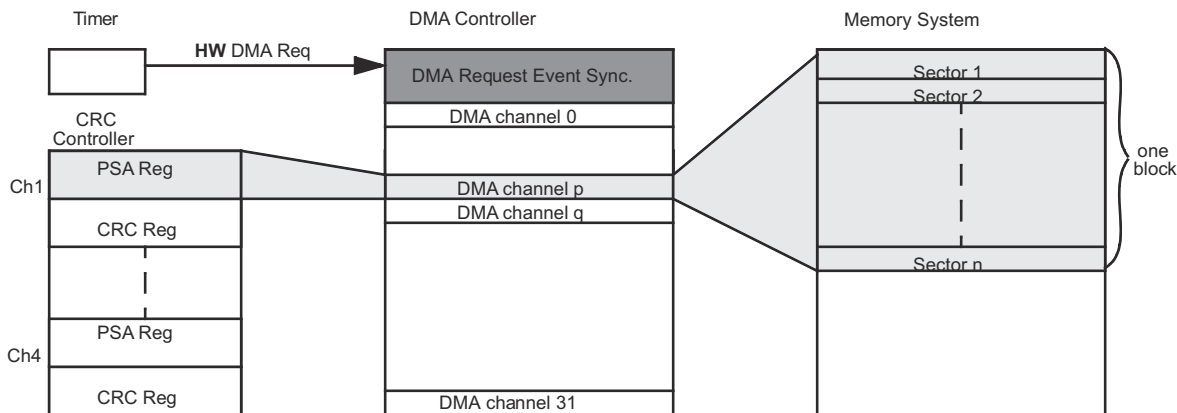 Timer
DMA Controller
Memory System
HW DMA Req
DMA Request Event Sync.
Sector 1
Sector 2
DMA channel 0
CRC
Controller
PSA Reg
Ch1
DMA channel p
one
block
CRC Reg
DMA channel q
Sector n
PSA Reg
Ch4
CRC Reg
DMA channel 31